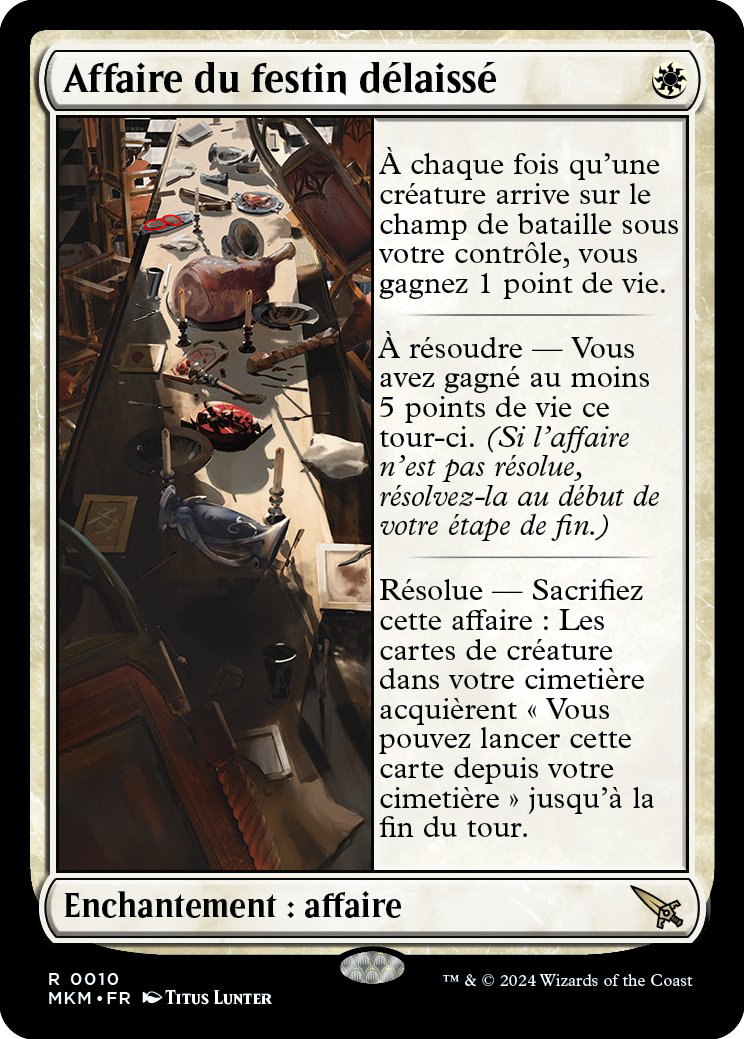 Affaire du festin délaissé
À chaque fois qu'une
créature arrive sur le
champ de bataille sous
votre contrôle, vous
gagnez 1 point de vie.
À résoudre — Vous
avez gagné au moins
5 points de vie ce
tour-ci. (Si l'affaire
n'est pas résolue,
résolvez-la au début de
votre étape de fin.)
Résolue — Sacrifiez
cette affaire : Les
cartes de créature
dans votre cimetière
acquièrent « Vous
pouvez lancer cette
carte depuis votre
cimetière » jusqu'à la
fin du tour.
Enchantement : affaire
R 0010
MKM • FR Titus Lunter
™ & © 2024 Wizards of the Coast